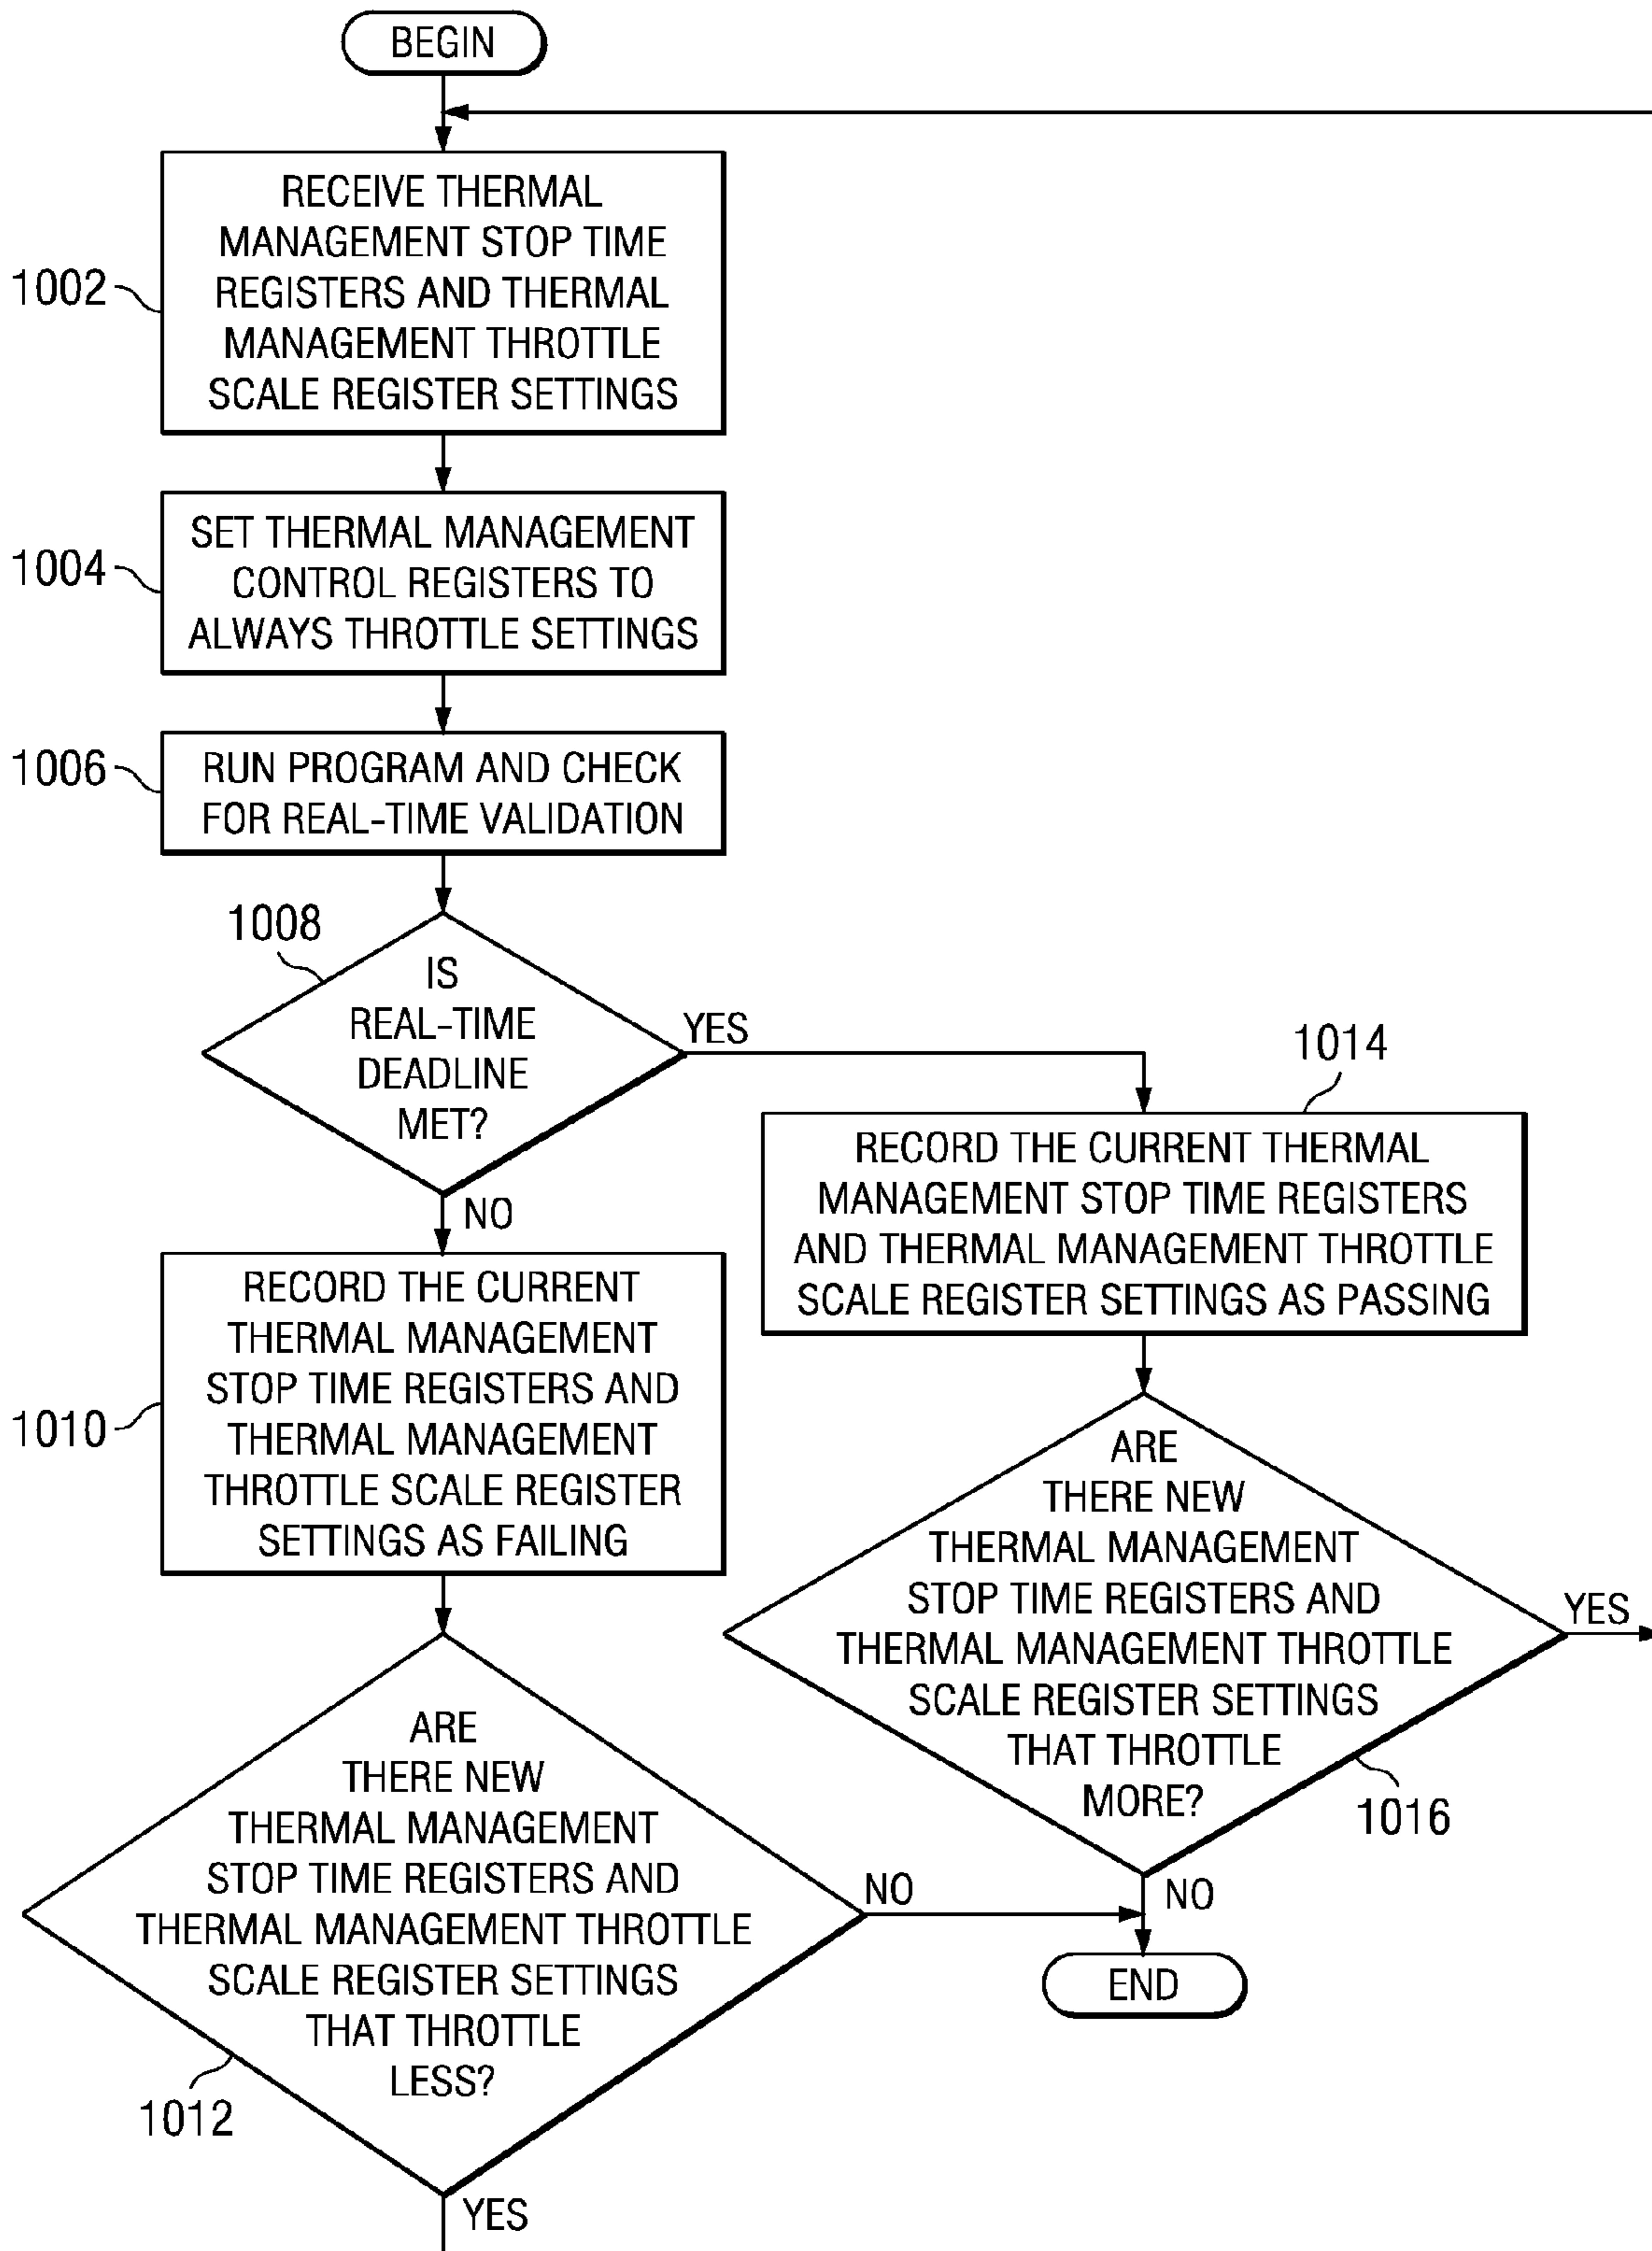 BEGIN
1002
RECEIVE THERMAL
MANAGEMENT STOP TIME
REGISTERS AND THERMAL
MANAGEMENT THROTTLE
SCALE REGISTER SETTINGS
1004
SET THERMAL MANAGEMENT
CONTROL REGISTERS TO
ALWAYS THROTTLE SETTINGS
1006
RUN PROGRAM AND CHECK
FOR REAL-TIME VALIDATION
1008
IS
REAL-TIME
DEADLINE
MET?
YES
NO
1010
RECORD THE CURRENT
THERMAL MANAGEMENT
STOP TIME REGISTERS AND
THERMAL MANAGEMENT
THROTTLE SCALE REGISTER
SETTINGS AS FAILING
1014
RECORD THE CURRENT THERMAL
MANAGEMENT STOP TIME REGISTERS
AND THERMAL MANAGEMENT THROTTLE
SCALE REGISTER SETTINGS AS PASSING
ARE
THERE NEW
THERMAL MANAGEMENT
STOP TIME REGISTERS AND
THERMAL MANAGEMENT THROTTLE
SCALE REGISTER SETTINGS
THAT THROTTLE
MORE?
YES
1016
NO
ARE
THERE NEW
THERMAL MANAGEMENT
STOP TIME REGISTERS AND
THERMAL MANAGEMENT THROTTLE
SCALE REGISTER SETTINGS
THAT THROTTLE
LESS?
NO
1012
YES
END